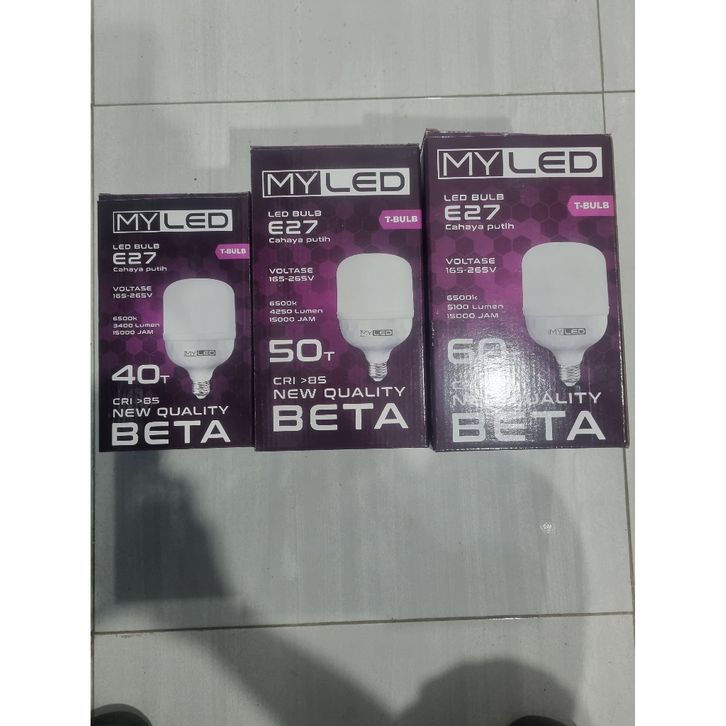 MYLED
LED BULB
E27
Cahaya putih
T-BULB
VOLTASE
165-265V
6500k
3400 Lumen
15000 JAM
MYLED
40T
CRI >85
NEW QUALITY
BETA
MYLED
LED BULB
E27
Cahaya putih
T-BULB
VOLTASE
165-265V
6500k
4250 Lumen
15000 JAM
MYLED
50T
CRI >85
NEW QUALITY
BETA
MYLED
LED BULB
E27
Cahaya putih
T-BULB
VOLTASE
165-265V
6500k
5100 Lumen
15000 JAM
MYLED
60
NEW QUALITY
BETA